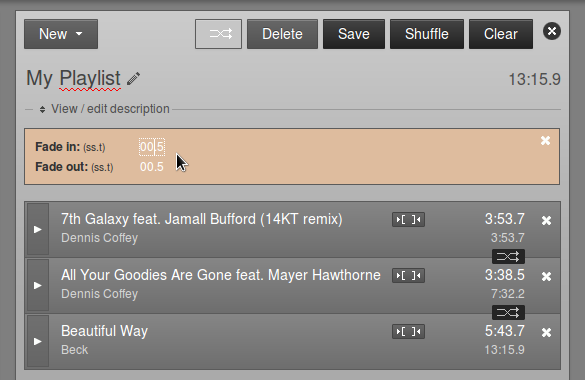 New Delete Save Shuffle Clear
My Playlist 13:15.9
View / edit description
Fade in: (ss.t) 00.5
Fade out: (ss.t) 00.5
7th Galaxy feat. Jamall Bufford (14KT remix) 3:53.7
Dennis Coffey 3:53.7
All Your Goodies Are Gone feat. Mayer Hawthorne 3:38.5
Dennis Coffey 7:32.2
Beautiful Way 5:43.7
Beck 13:15.9